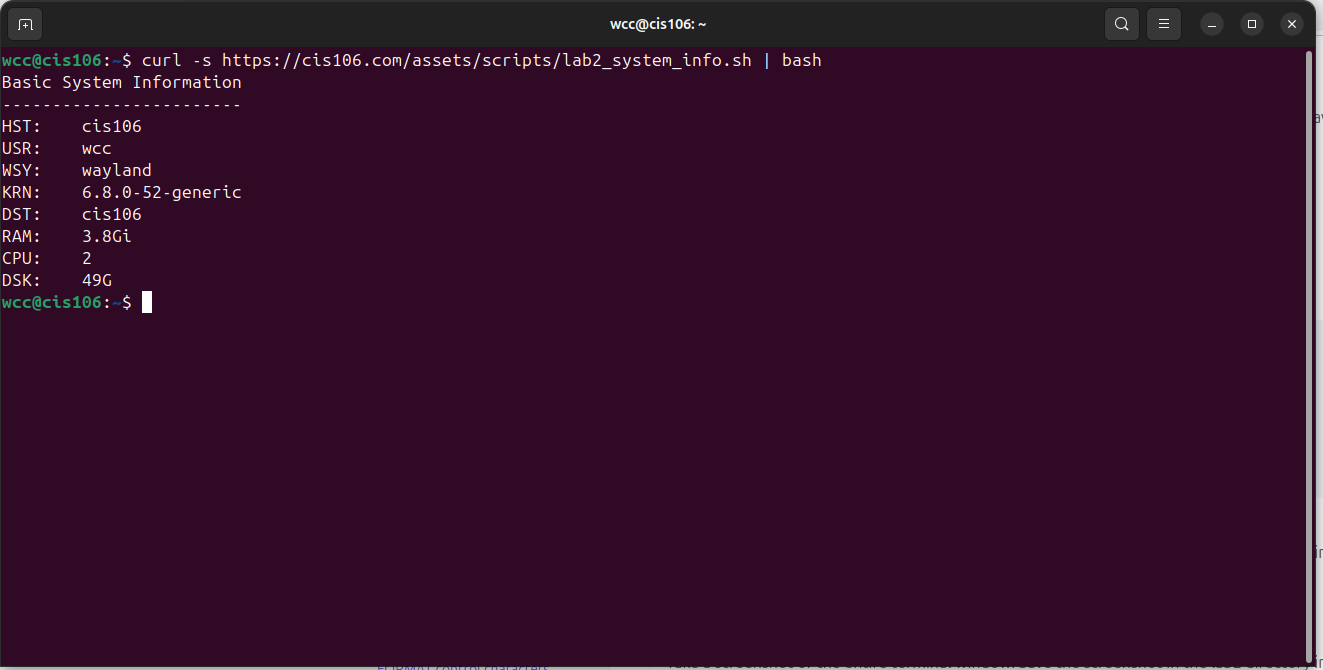 wcc@cis106: ~
wcc@cis106:~$ curl -s https://cis106.com/assets/scripts/lab2_system_info.sh | bash
Basic System Information
------------------------
HST:    cis106
USR:    wcc
WSY:    wayland
KRN:    6.8.0-52-generic
DST:    cis106
RAM:    3.8Gi
CPU:    2
DSK:    49G
wcc@cis106:~$